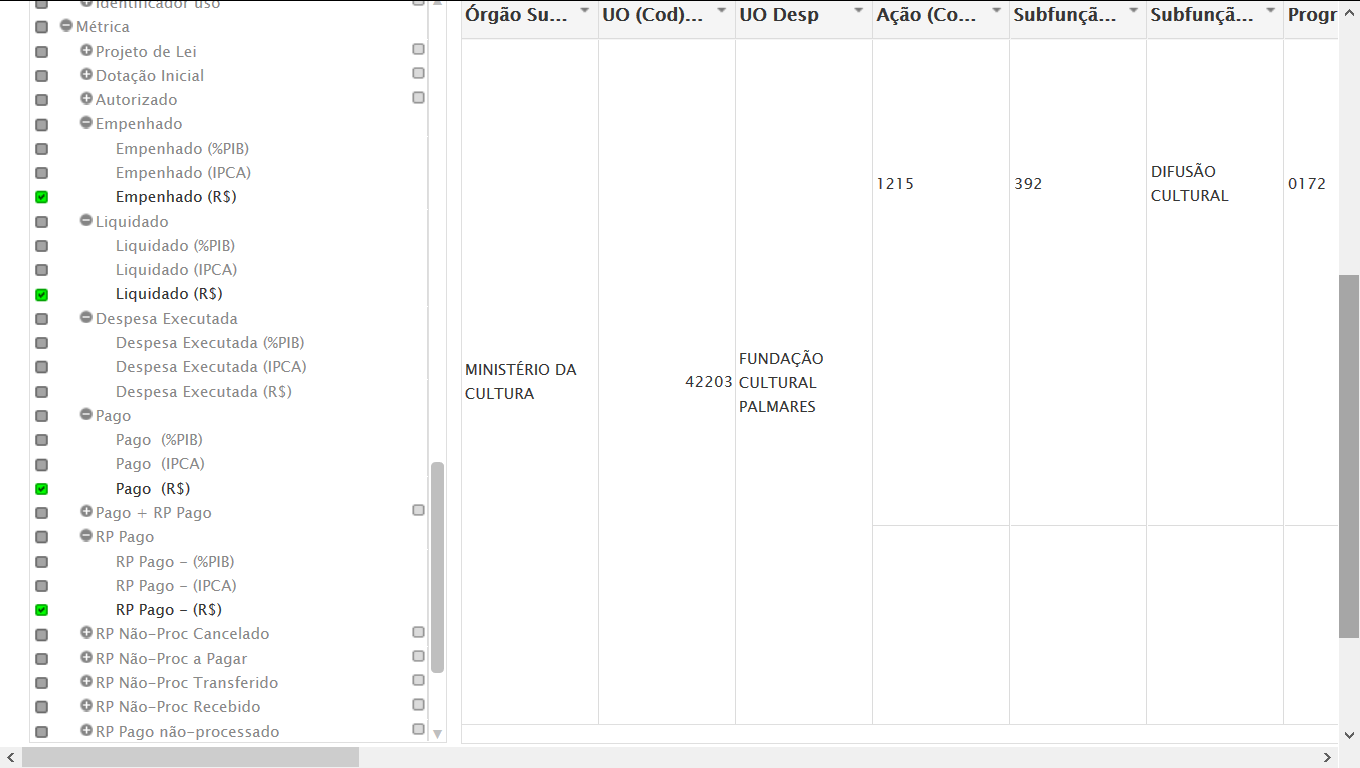 Identificador uso
Métrica
Projeto de Lei
Dotação Inicial
Autorizado
Empenhado
Empenhado (%PIB)
Empenhado (IPCA)
Empenhado (R$)
Liquidado
Liquidado (%PIB)
Liquidado (IPCA)
Liquidado (R$)
Despesa Executada
Despesa Executada (%PIB)
Despesa Executada (IPCA)
Despesa Executada (R$)
Pago
Pago (%PIB)
Pago (IPCA)
Pago (R$)
Pago + RP Pago
RP Pago
RP Pago - (%PIB)
RP Pago - (IPCA)
RP Pago - (R$)
RP Não-Proc Cancelado
RP Não-Proc a Pagar
RP Não-Proc Transferido
RP Não-Proc Recebido
RP Pago não-processado
Órgão Su... UO (Cod)... UO Desp Ação (Co... Subfunçã... Subfunçã... Progr
MINISTÉRIO DA
CULTURA
42203
FUNDAÇÃO
CULTURAL
PALMARES
1215
392
DIFUSÃO
CULTURAL
0172